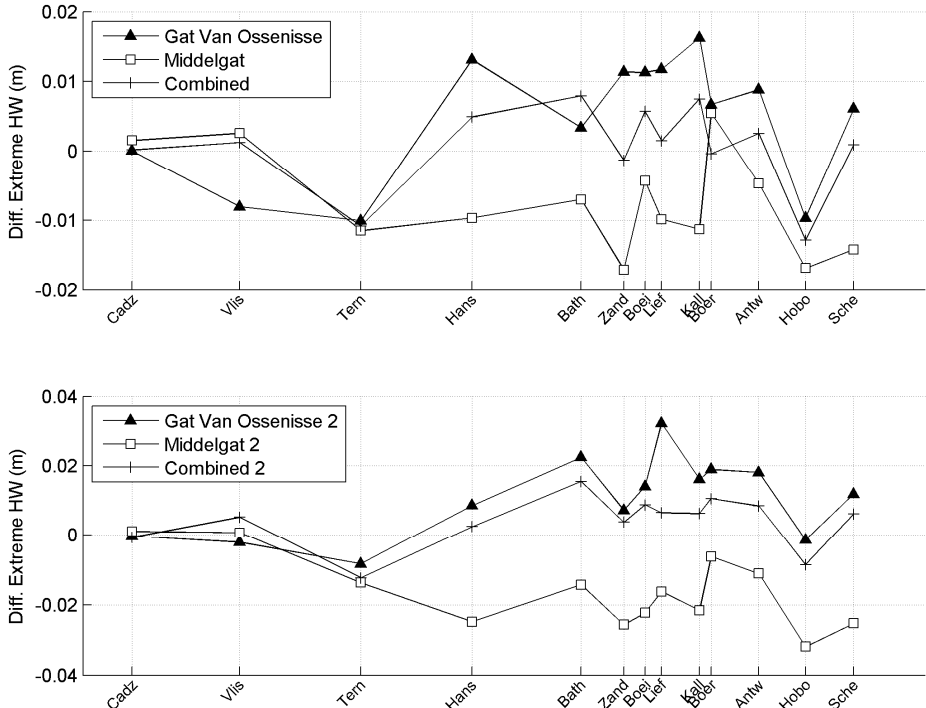 0.02
0.01
0
-0.01
-0.02
Diff. Extreme HW (m)
Gat Van Ossenisse
Middelgat
Combined
Cadz
Vlis
Tern
Hans
Bath
Zand
Boei
Lief
Kall
Boer
Antw
Hobo
Sche
0.04
0.02
0
-0.02
-0.04
Diff. Extreme HW (m)
Gat Van Ossenisse 2
Middelgat 2
Combined 2
Cadz
Vlis
Tern
Hans
Bath
Zand
Boei
Lief
Kall
Boer
Antw
Hobo
Sche